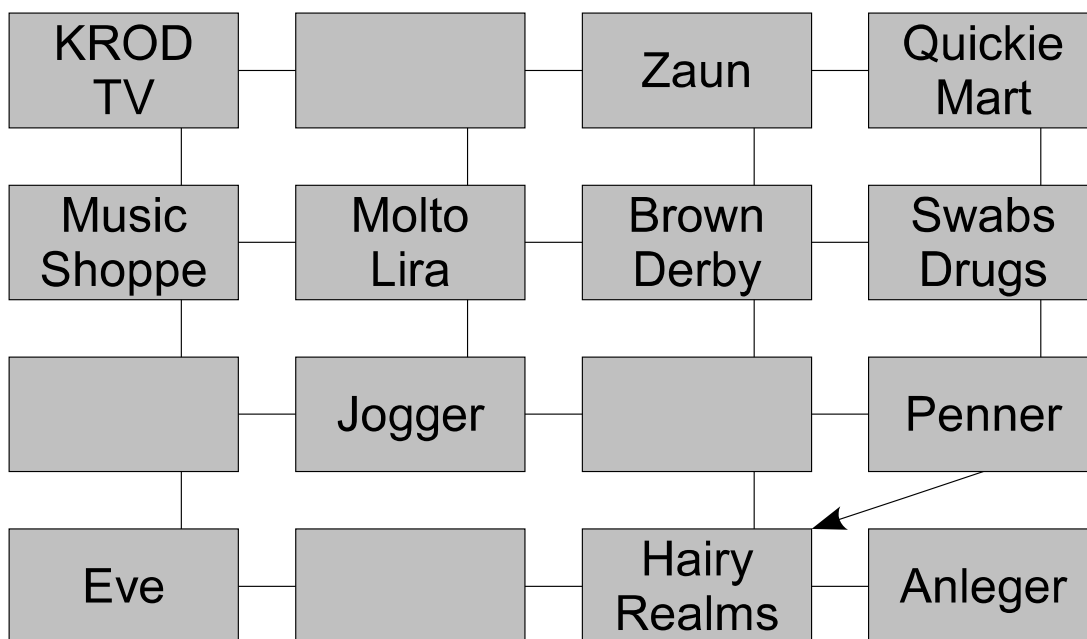 KROD
TV
Zaun
Quickie
Mart
Music
Shoppe
Molto
Lira
Brown
Derby
Swabs
Drugs
Jogger
Penner
Eve
Hairy
Realms
Anleger